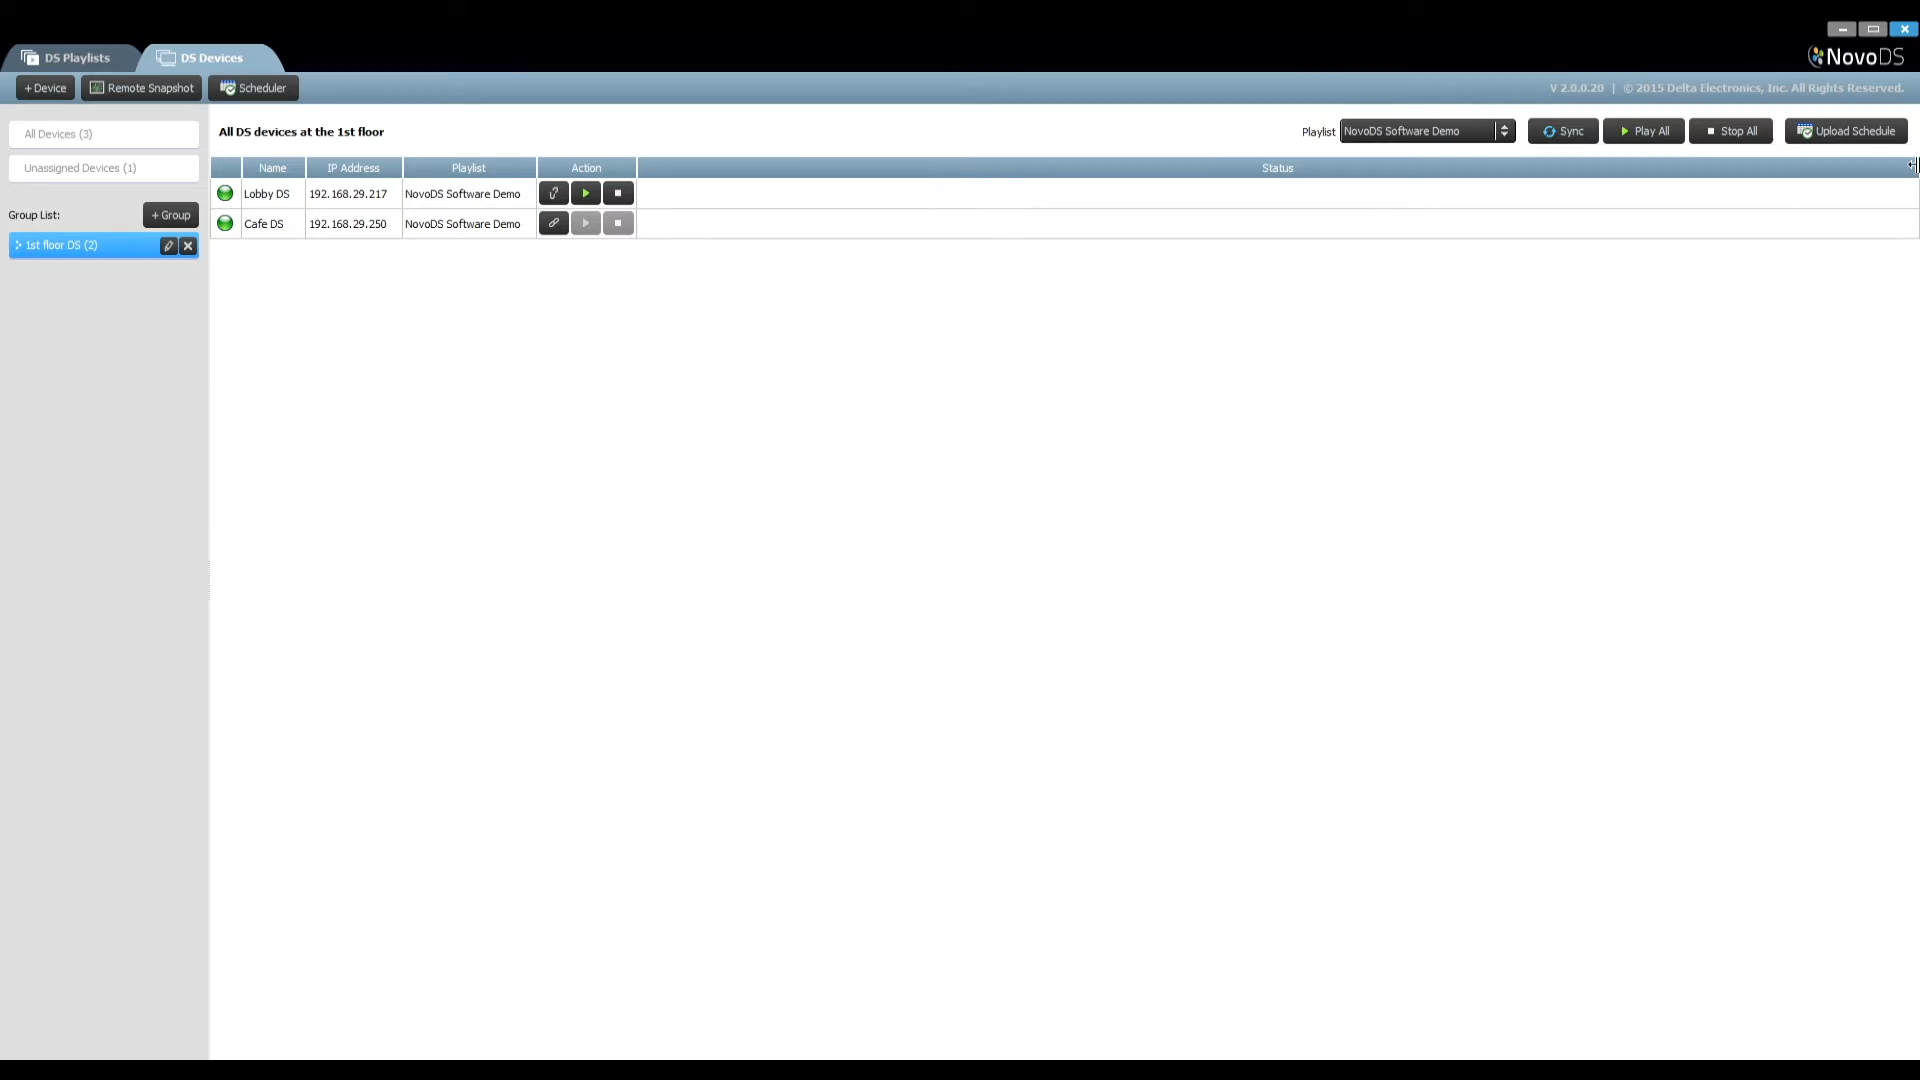 DS Playlists
DS Devices
NovoDS
+ Device
Remote Snapshot
Scheduler
V 2.0.0.20 | © 2015 Delta Electronics, Inc. All Rights Reserved.
All Devices (3)
Unassigned Devices (1)
Group List:
+ Group
1st floor DS (2)
All DS devices at the 1st floor
Playlist
NovoDS Software Demo
Sync
Play All
Stop All
Upload Schedule
Name IP Address Playlist Action Status
Lobby DS 192.168.29.217 NovoDS Software Demo
Cafe DS 192.168.29.250 NovoDS Software Demo